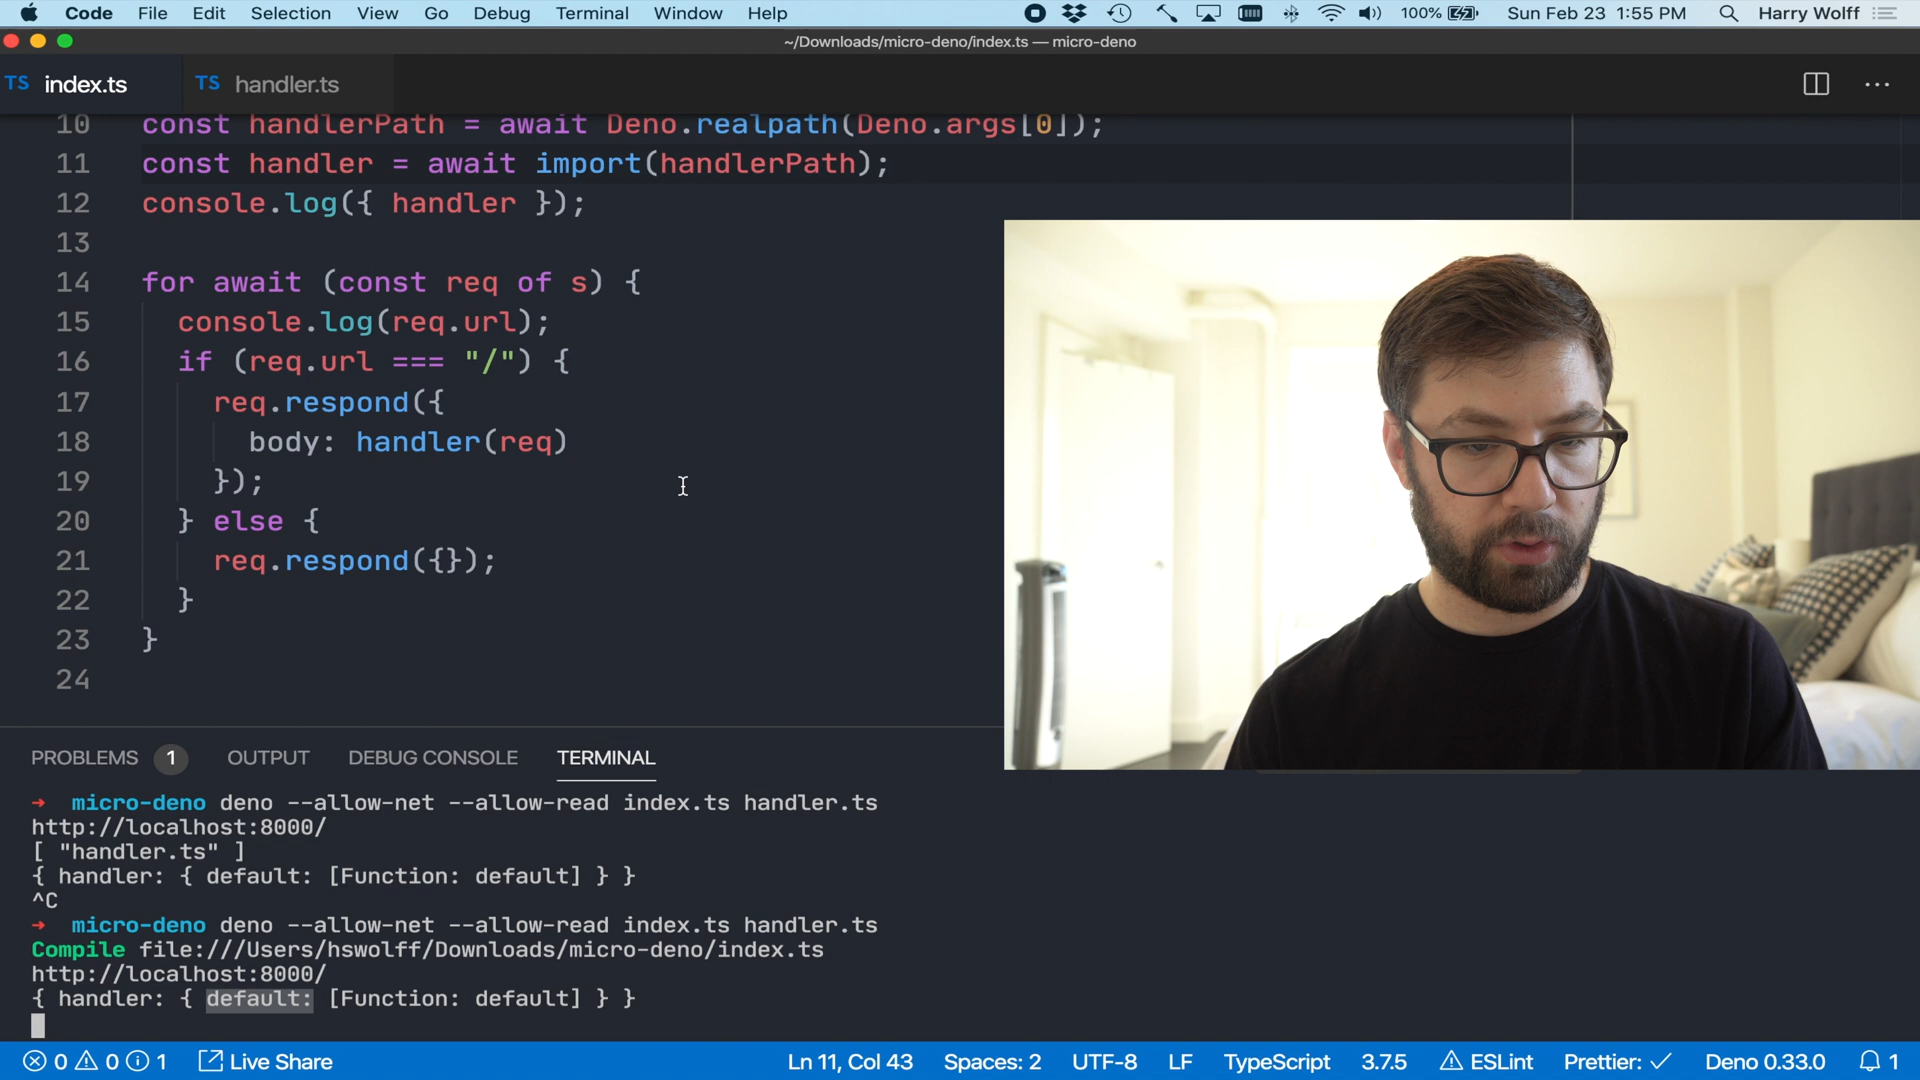 Code File Edit Selection View Go Debug Terminal Window Help 100% Sun Feb 23 1:55 PM Harry Wolff
~/Downloads/micro-deno/index.ts — micro-deno
TS index.ts TS handler.ts ...
10 const handlerPath = await Deno.realpath(Deno.args[0]);
11 const handler = await import(handlerPath);
12 console.log({ handler });
13
14 for await (const req of s) {
15 console.log(req.url);
16 if (req.url === "/") {
17 req.respond({
18 body: handler(req)
19 });
20 } else {
21 req.respond({});
22 }
23 }
24
PROBLEMS 1 OUTPUT DEBUG CONSOLE TERMINAL
➜ micro-deno deno --allow-net --allow-read index.ts handler.ts
http://localhost:8000/
[ "handler.ts" ]
{ handler: { default: [Function: default] } }
^C
➜ micro-deno deno --allow-net --allow-read index.ts handler.ts
Compile file:///Users/hswolff/Downloads/micro-deno/index.ts
http://localhost:8000/
{ handler: { default: [Function: default] } }
0 0 1 Live Share Ln 11, Col 43 Spaces: 2 UTF-8 LF TypeScript 3.7.5 ESLint Prettier: ✓ Deno 0.33.0 1